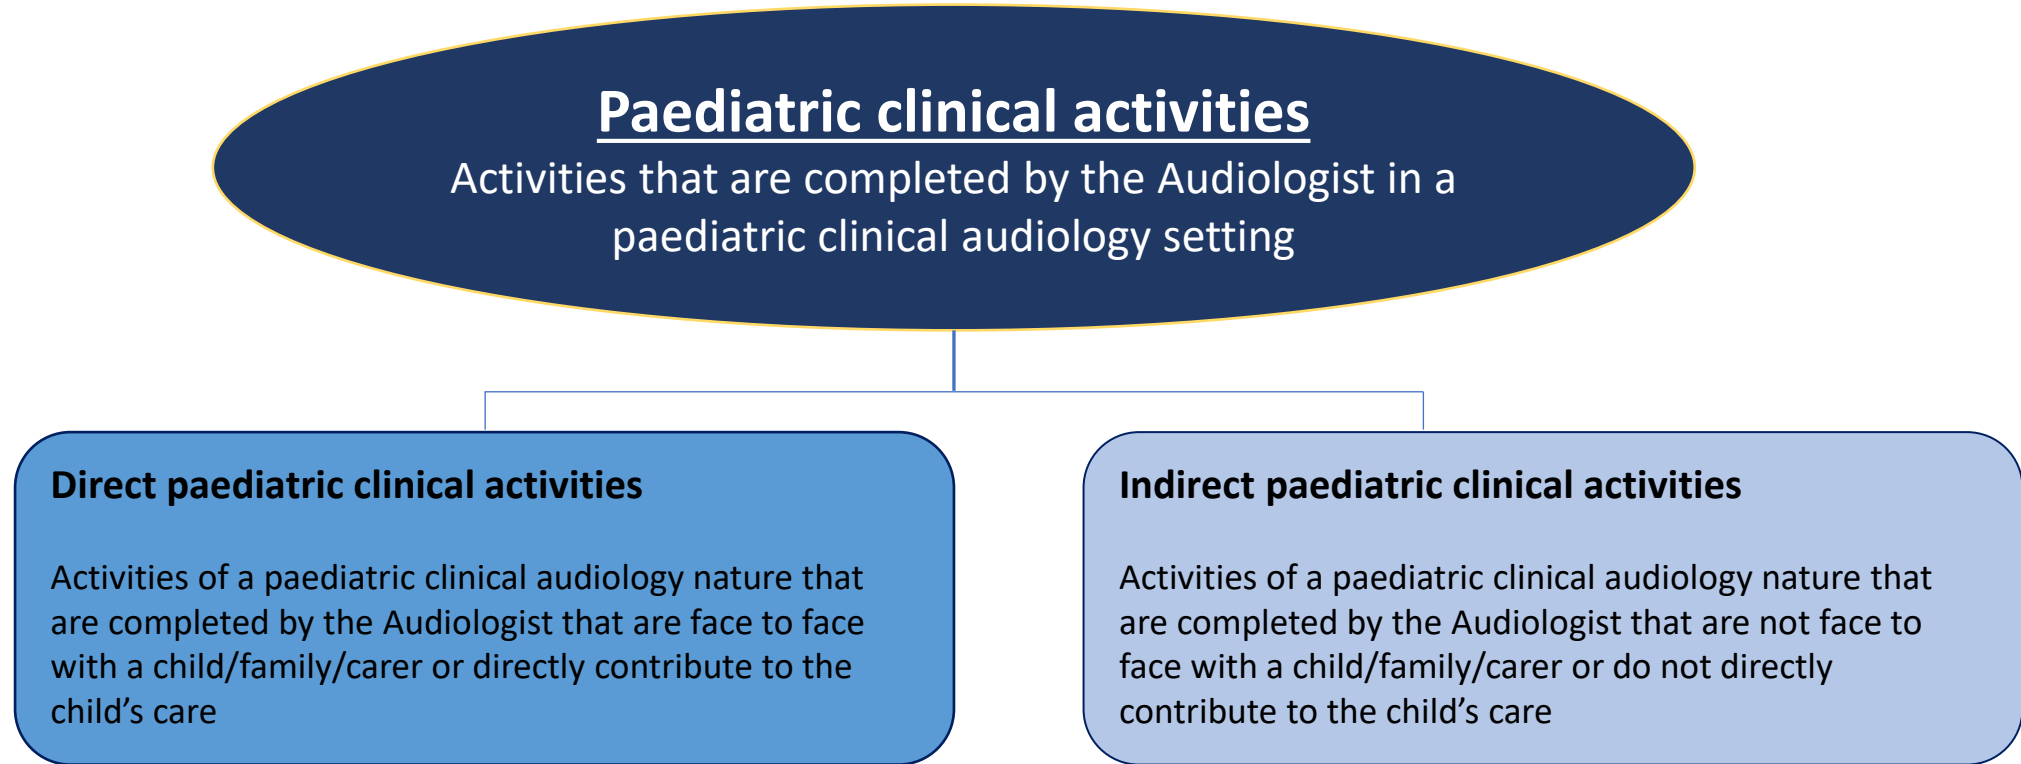 Paediatric clinical activities
Activities that are completed by the Audiologist in a
paediatric clinical audiology setting
Direct paediatric clinical activities
Activities of a paediatric clinical audiology nature that
are completed by the Audiologist that are face to face
with a child/family/carer or directly contribute to the
child’s care
Indirect paediatric clinical activities
Activities of a paediatric clinical audiology nature that
are completed by the Audiologist that are not face to
face with a child/family/carer or do not directly
contribute to the child’s care